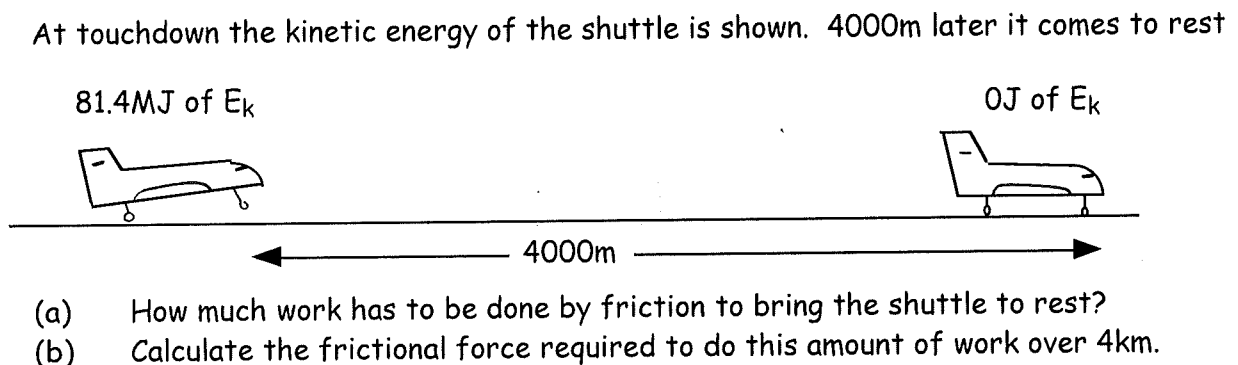 At touchdown the kinetic energy of the shuttle is shown. 4000m later it comes to rest
81.4MJ of Ek
0J of Ek
4000m
(a) How much work has to be done by friction to bring the shuttle to rest?
(b) Calculate the frictional force required to do this amount of work over 4km.